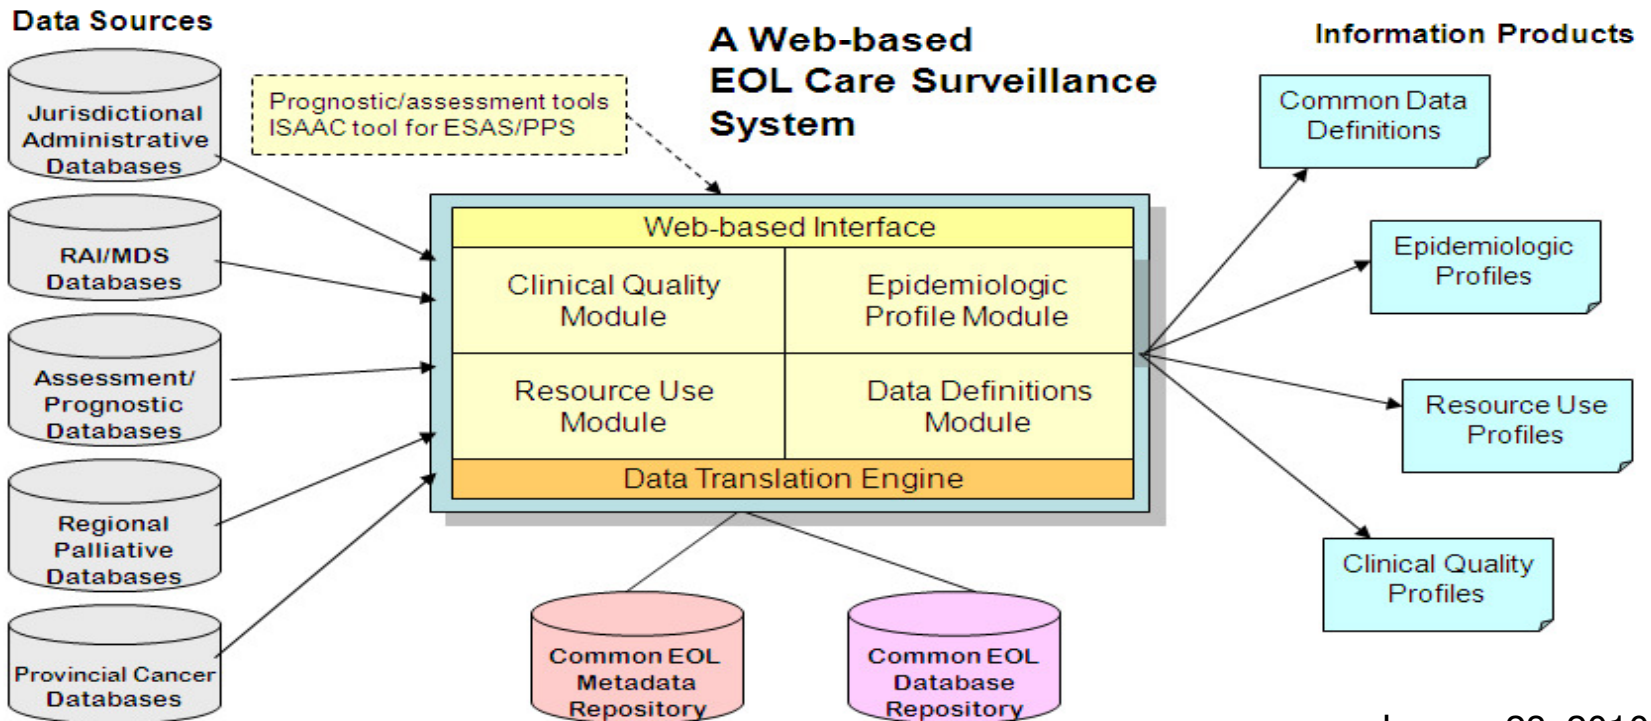 Data Sources
A Web-based
EOL Care Surveillance
System
Information Products
Jurisdictional
Administrative
Databases
RAI/MDS
Databases
Assessment/
Prognostic
Databases
Regional
Palliative
Databases
Provincial Cancer
Databases
Prognostic/assessment tools
ISAAC tool for ESAS/PPS
Web-based Interface
Clinical Quality
Module
Epidemiologic
Profile Module
Resource Use
Module
Data Definitions
Module
Data Translation Engine
Common EOL
Metadata
Repository
Common EOL
Database
Repository
Common Data
Definitions
Epidemiologic
Profiles
Resource Use
Profiles
Clinical Quality
Profiles